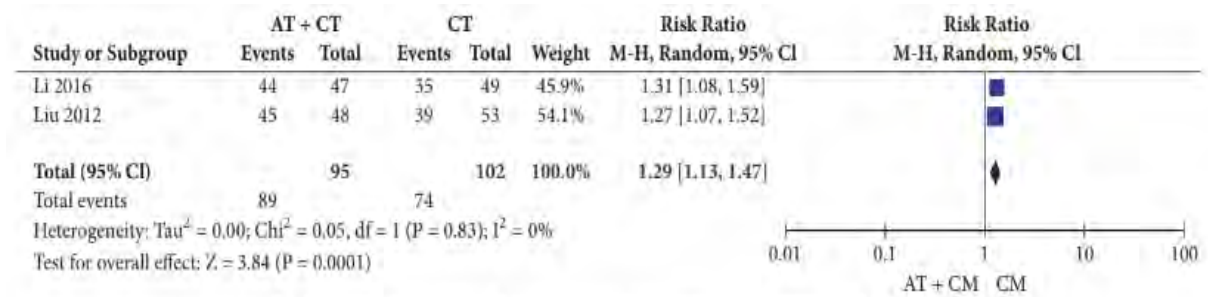 AT + CT CT Risk Ratio Risk Ratio
Study or Subgroup Events Total Events Total Weight M-H, Random, 95% Cl M-H, Random, 95% Cl
Li 2016 44 47 35 49 45.9% 1.31 [1.08, 1.59]
Liu 2012 45 48 39 53 54.1% 1.27 [1.07, 1.52]
Total (95% Cl) 95 102 100.0% 1.29 [1.13, 1.47]
Total events 89 74
Heterogeneity: Tau² = 0.00; Chi² = 0.05, df = 1 (P = 0.83); I² = 0%
Test for overall effect: Z = 3.84 (P = 0.0001)
0.01 0.1 1 10 100
AT + CM CM